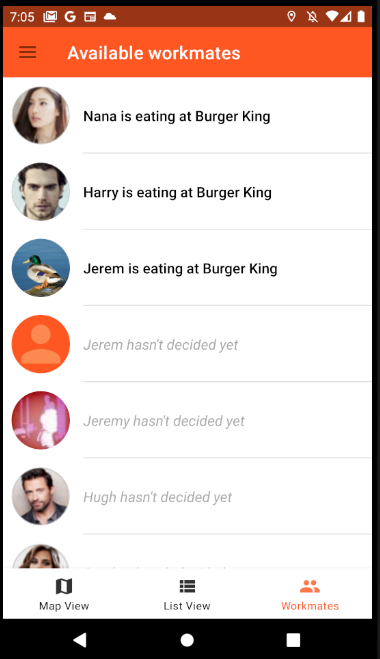 7:05
Available workmates
Nana is eating at Burger King
Harry is eating at Burger King
Jerem is eating at Burger King
Jerem hasn't decided yet
Jeremy hasn't decided yet
Hugh hasn't decided yet
Map View
List View
Workmates